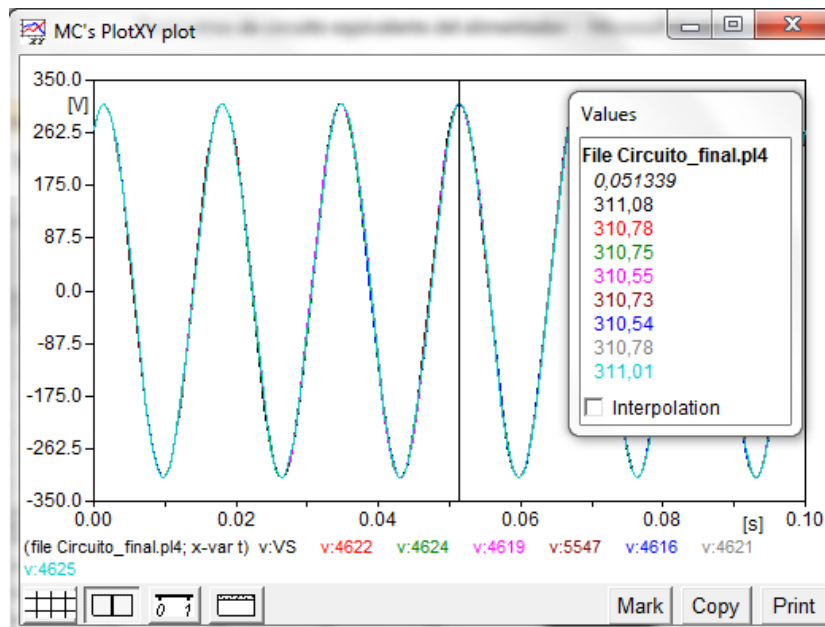 MC's PlotXY plot
350.0
[V]
262.5
175.0
87.5
0.0
-87.5
-175.0
-262.5
-350.0
0.00
0.02
0.04
0.06
0.08
[s]
0.10
Values
File Circuito_final.pl4
0,051339
311,08
310,78
310,75
310,55
310,73
310,54
310,78
311,01
Interpolation
(file Circuito_final.pl4; x-var t) v:VS v:4622 v:4624 v:4619 v:5547 v:4616 v:4621
v:4625
0 1
Mark
Copy
Print